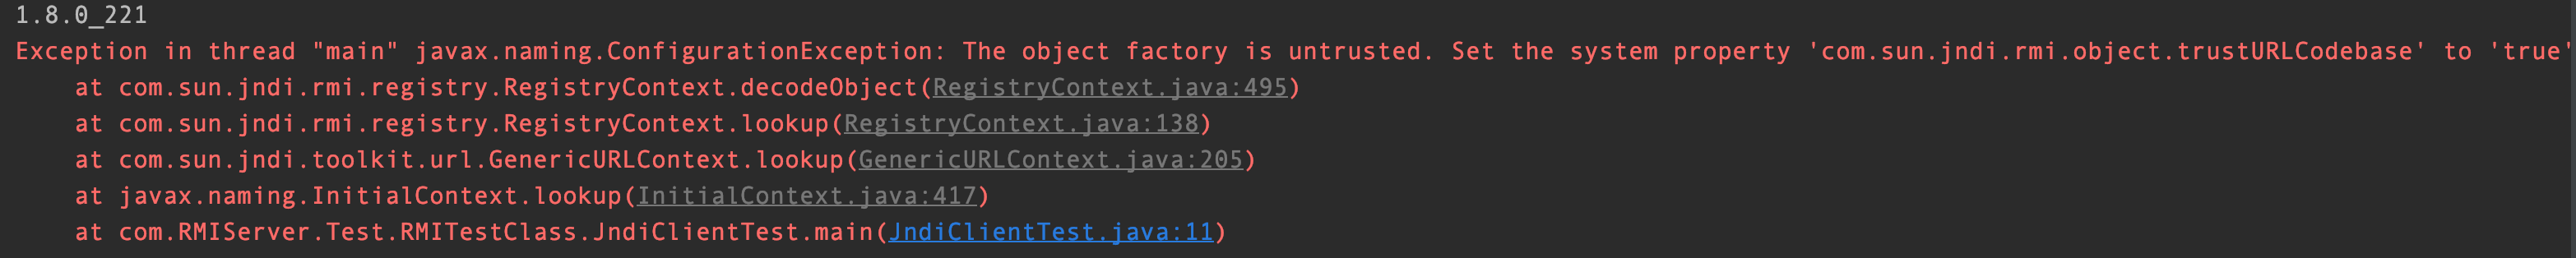 1.8.0_221
Exception in thread "main" javax.naming.ConfigurationException: The object factory is untrusted. Set the system property 'com.sun.jndi.rmi.object.trustURLCodebase' to 'true'
at com.sun.jndi.rmi.registry.RegistryContext.decodeObject(RegistryContext.java:495)
at com.sun.jndi.rmi.registry.RegistryContext.lookup(RegistryContext.java:138)
at com.sun.jndi.toolkit.url.GenericURLContext.lookup(GenericURLContext.java:205)
at javax.naming.InitialContext.lookup(InitialContext.java:417)
at com.RMIServer.Test.RMITestClass.JndiClientTest.main(JndiClientTest.java:11)